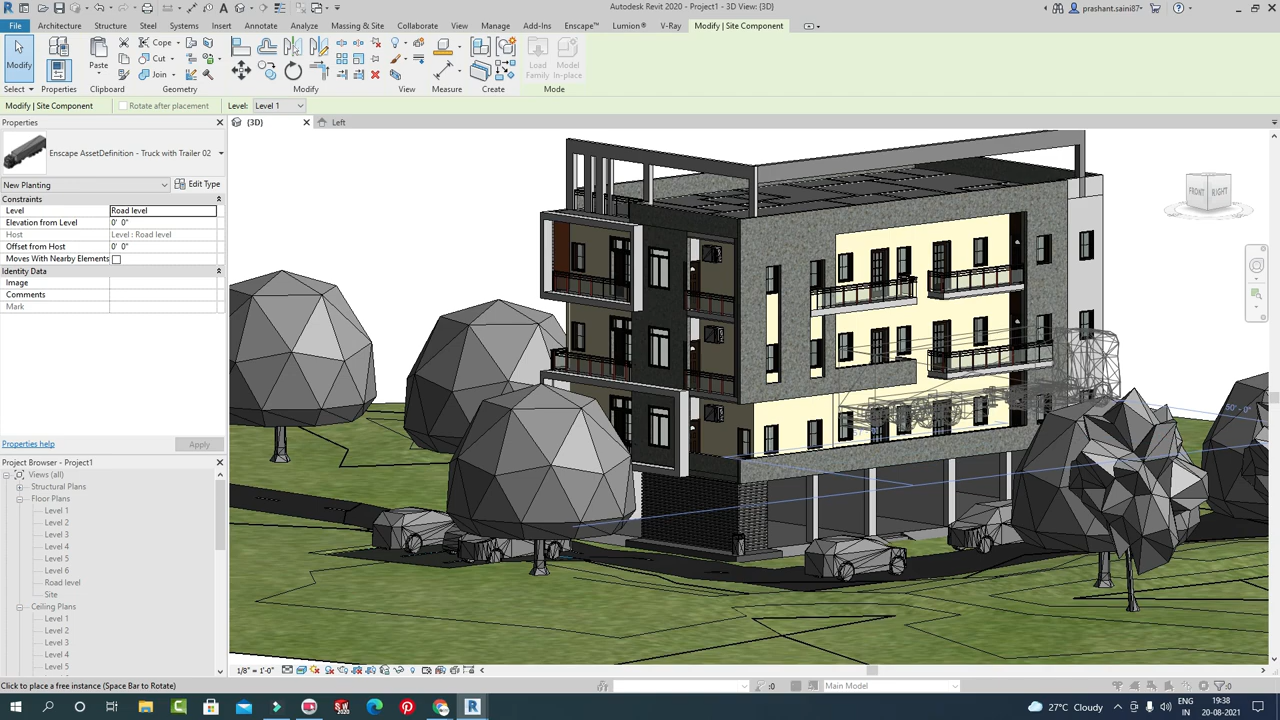 Autodesk Revit 2020 - Project1 - 3D View: {3D}
prashant.saini87
File
Architecture
Structure
Steel
Systems
Insert
Annotate
Analyze
Massing & Site
Collaborate
View
Manage
Add-Ins
Enscape™
Lumion®
V-Ray
Modify | Site Component
Modify
Paste
Cope
Cut
Join
Load Family
Model In-place
Select
Properties
Clipboard
Geometry
Modify
View
Measure
Create
Mode
Modify | Site Component
Rotate after placement
Level:
Level 1
Properties
{3D}
Left
Enscape AssetDefinition - Truck with Trailer 02
New Planting
Edit Type
Constraints
Level
Road level
Elevation from Level
0' 0"
Host
Level : Road level
Offset from Host
0' 0"
Moves With Nearby Elements
Identity Data
Image
Comments
Mark
FRONT
RIGHT
50' - 0"
Properties help
Apply
Project Browser - Project1
Views (all)
Structural Plans
Floor Plans
Level 1
Level 2
Level 3
Level 4
Level 5
Level 6
Road level
Site
Ceiling Plans
Level 1
Level 2
Level 3
Level 4
Level 5
1/8" = 1'-0"
Click to place a free instance (Space Bar to Rotate)
:0
Main Model
:0
SW
2020
27°C Cloudy
ENG
IN
19:38
20-08-2021